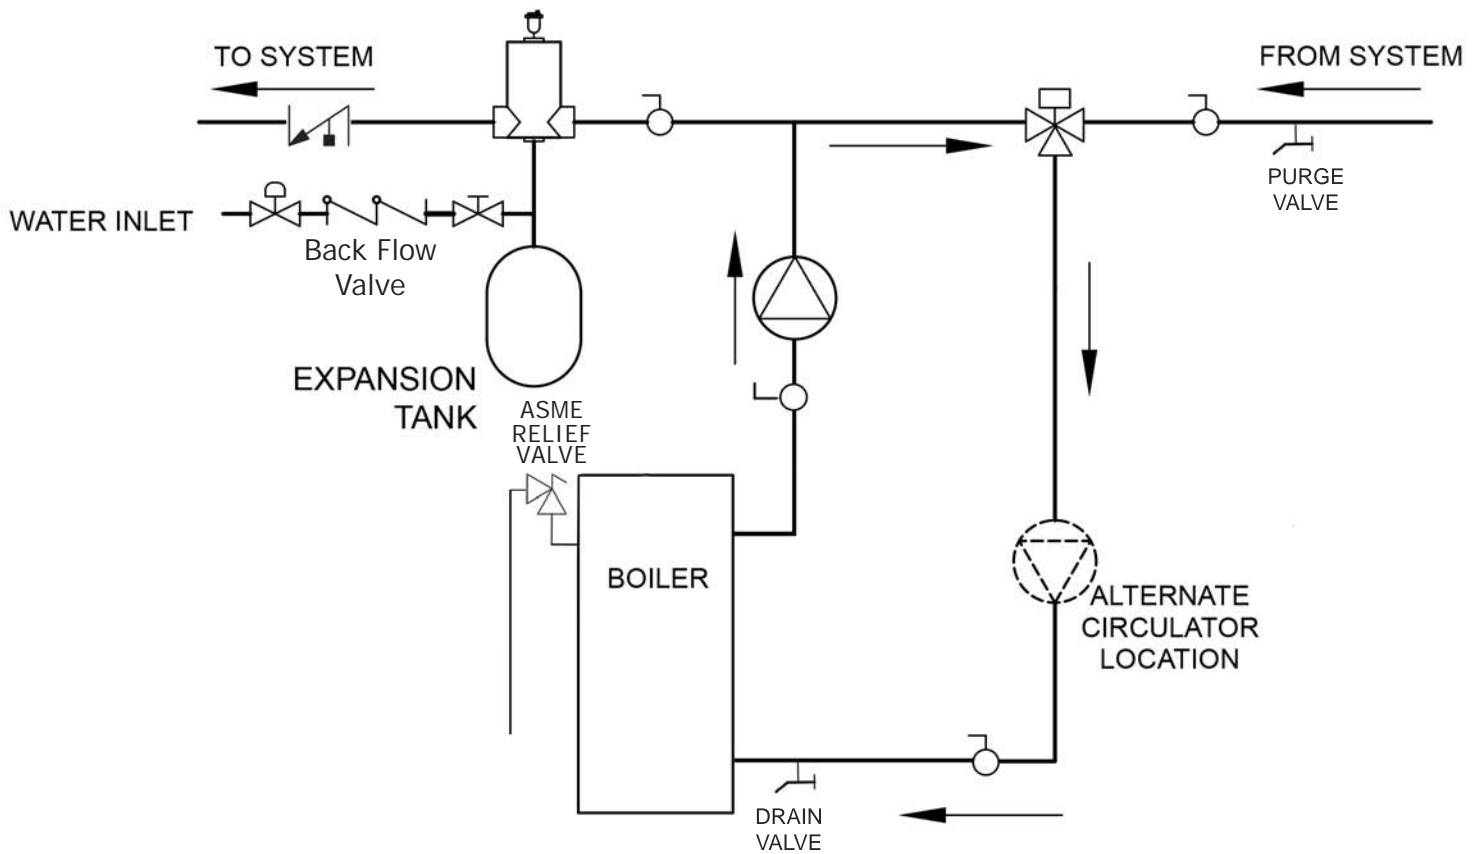 TO SYSTEM
FROM SYSTEM
PURGE
VALVE
WATER INLET
Back Flow
Valve
EXPANSION
TANK
ASME
RELIEF
VALVE
BOILER
ALTERNATE
CIRCULATOR
LOCATION
DRAIN
VALVE